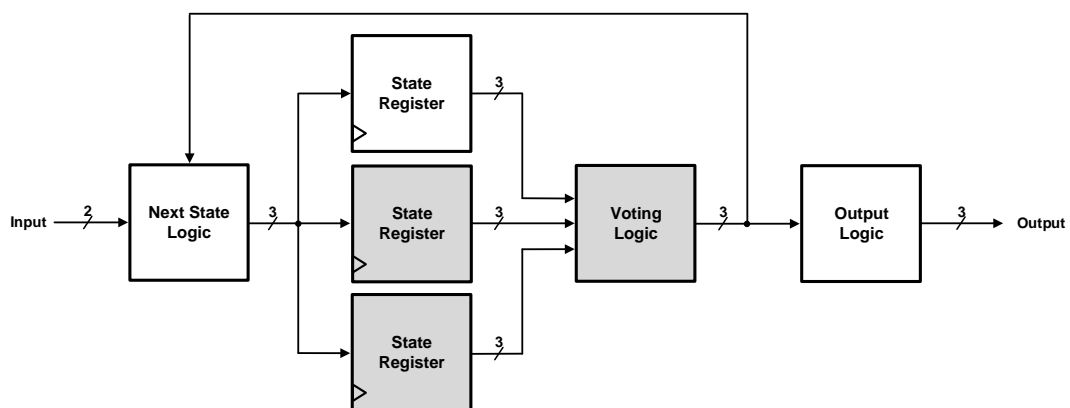 State
Register
3
Input
2
Next State
Logic
3
State
Register
3
Voting
Logic
3
Output
Logic
3
Output
State
Register
3